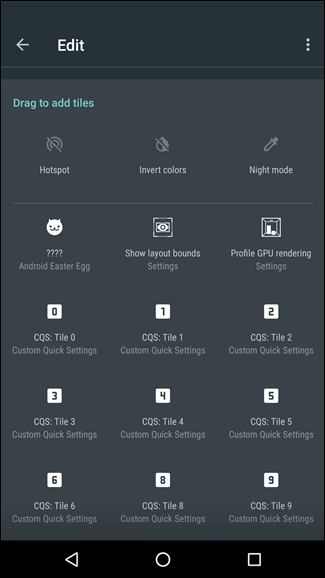 Edit
Drag to add tiles
Hotspot
Invert colors
Night mode
????
Android Easter Egg
Show layout bounds
Settings
Profile GPU rendering
Settings
0
CQS: Tile 0
Custom Quick Settings
1
CQS: Tile 1
Custom Quick Settings
2
CQS: Tile 2
Custom Quick Settings
3
CQS: Tile 3
Custom Quick Settings
4
CQS: Tile 4
Custom Quick Settings
5
CQS: Tile 5
Custom Quick Settings
6
CQS: Tile 6
Custom Quick Settings
8
CQS: Tile 8
Custom Quick Settings
9
CQS: Tile 9
Custom Quick Settings